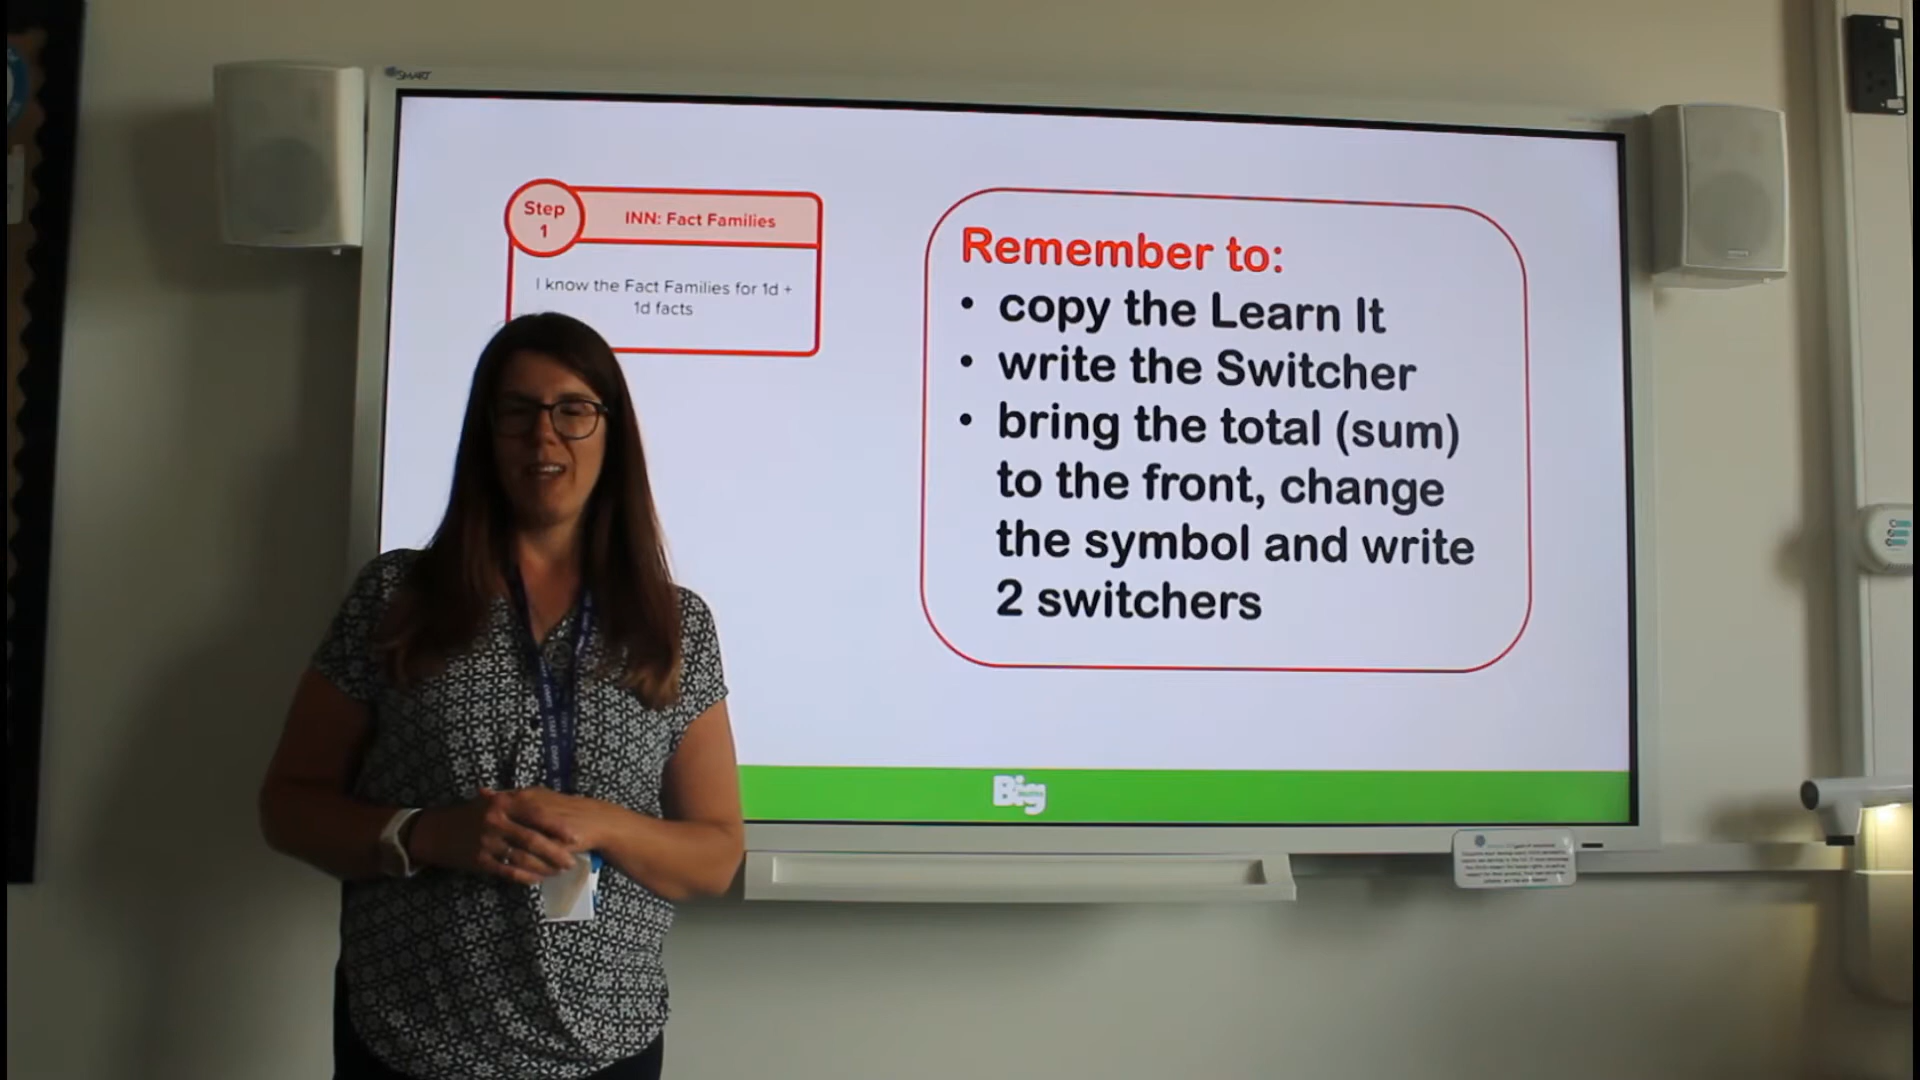 SMART
Step
1
INN: Fact Families
I know the Fact Families for 1d +
1d facts
Remember to:
• copy the Learn It
• write the Switcher
• bring the total (sum)
to the front, change
the symbol and write
2 switchers
Big